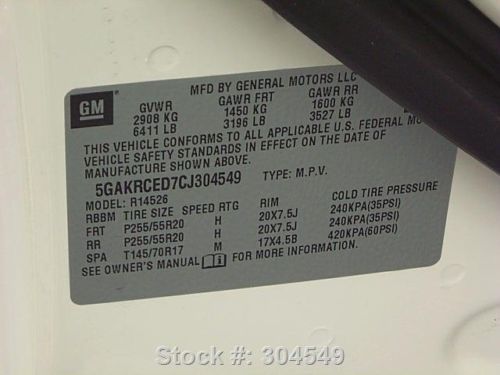 MFD BY GENERAL MOTORS LLC
GM
GVWR GAWR FRT GAWR RR
2908 KG 1450 KG 1600 KG
6411 LB 3196 LB 3527 LB
THIS VEHICLE CONFORMS TO ALL APPLICABLE U.S. FEDERAL
VEHICLE SAFETY STANDARDS IN EFFECT ON THE DATE OF
MANUFACTURE SHOWN ABOVE.
5GAKRCED7CJ304549 TYPE: M.P.V.
MODEL: R14526
RBBM TIRE SIZE SPEED RTG RIM COLD TIRE PRESSURE
FRT P255/55R20 H 20X7.5J 240KPA(35PSI)
RR P255/55R20 H 20X7.5J 240KPA(35PSI)
SPA T145/70R17 M 17X4.5B 420KPA(60PSI)
SEE OWNER'S MANUAL FOR MORE INFORMATION.
Stock #: 304549